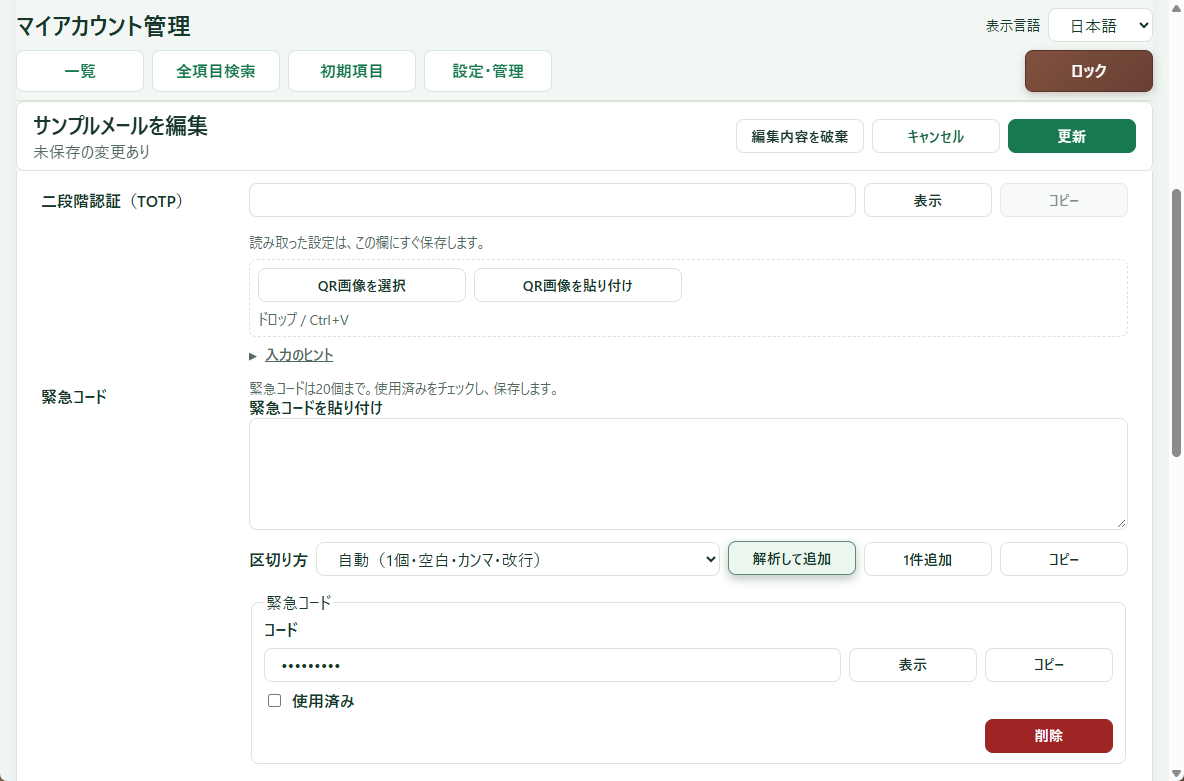 マイアカウント管理
表示言語 日本語
一覧 全項目検索 初期項目 設定・管理 ロック
サンプルメールを編集
未保存の変更あり
編集内容を破棄 キャンセル 更新
二段階認証（TOTP） 表示 コピー
読み取った設定は、この欄にすぐ保存します。
QR画像を選択 QR画像を貼り付け
ドロップ / Ctrl+V
▶ 入力のヒント
緊急コード
緊急コードは20個まで。使用済みをチェックし、保存します。
緊急コードを貼り付け
区切り方 自動（1個・空白・カンマ・改行） 解析して追加 1件追加 コピー
緊急コード
コード
••••••••• 表示 コピー
使用済み
削除